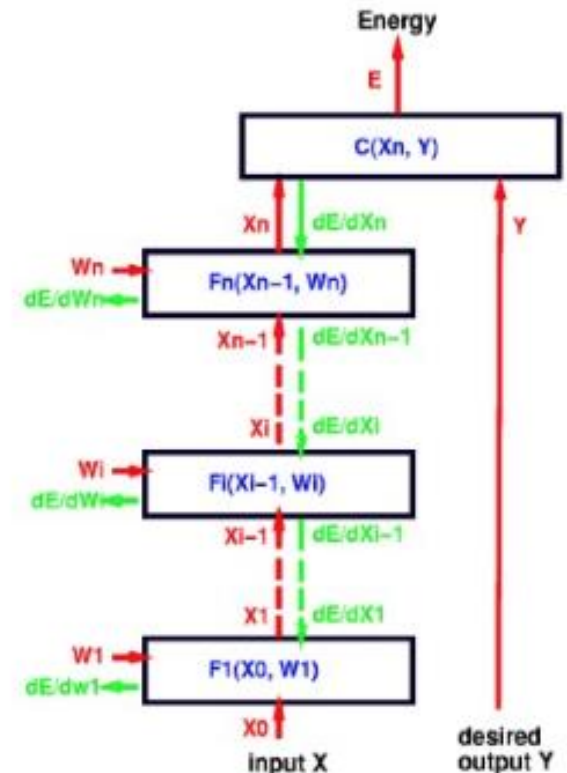 Energy
E
C(Xn, Y)
Xn
dE/dXn
Y
Wn
Fn(Xn-1, Wn)
dE/dWn
Xn-1
dE/dXn-1
Xi
dE/dXi
Wi
Fi(Xi-1, Wi)
dE/dWi
Xi-1
dE/dXi-1
X1
dE/dX1
W1
F1(X0, W1)
dE/dw1
X0
input X
desired
output Y